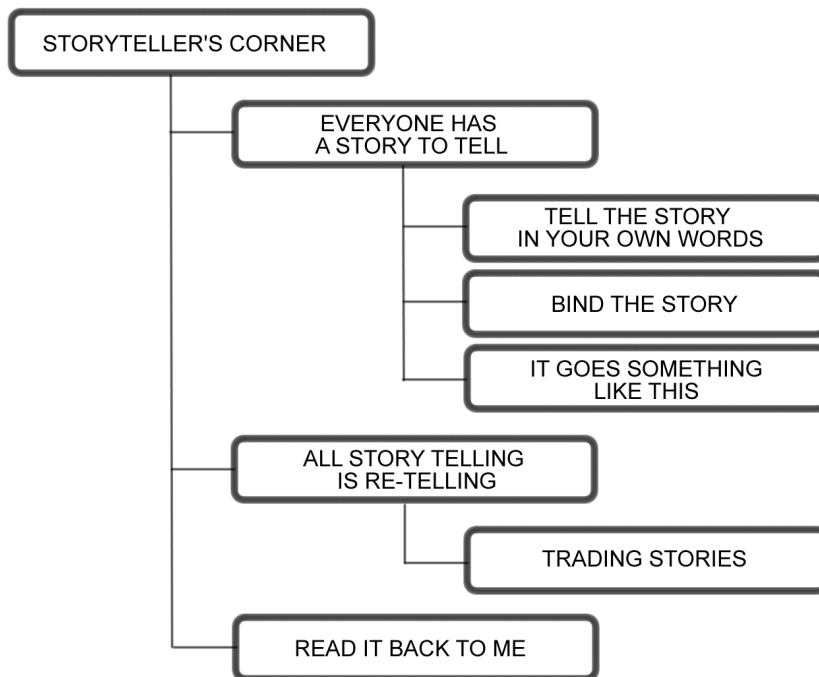 STORYTELLER'S CORNER
EVERYONE HAS
A STORY TO TELL
TELL THE STORY
IN YOUR OWN WORDS
BIND THE STORY
IT GOES SOMETHING
LIKE THIS
ALL STORY TELLING
IS RE-TELLING
TRADING STORIES
READ IT BACK TO ME